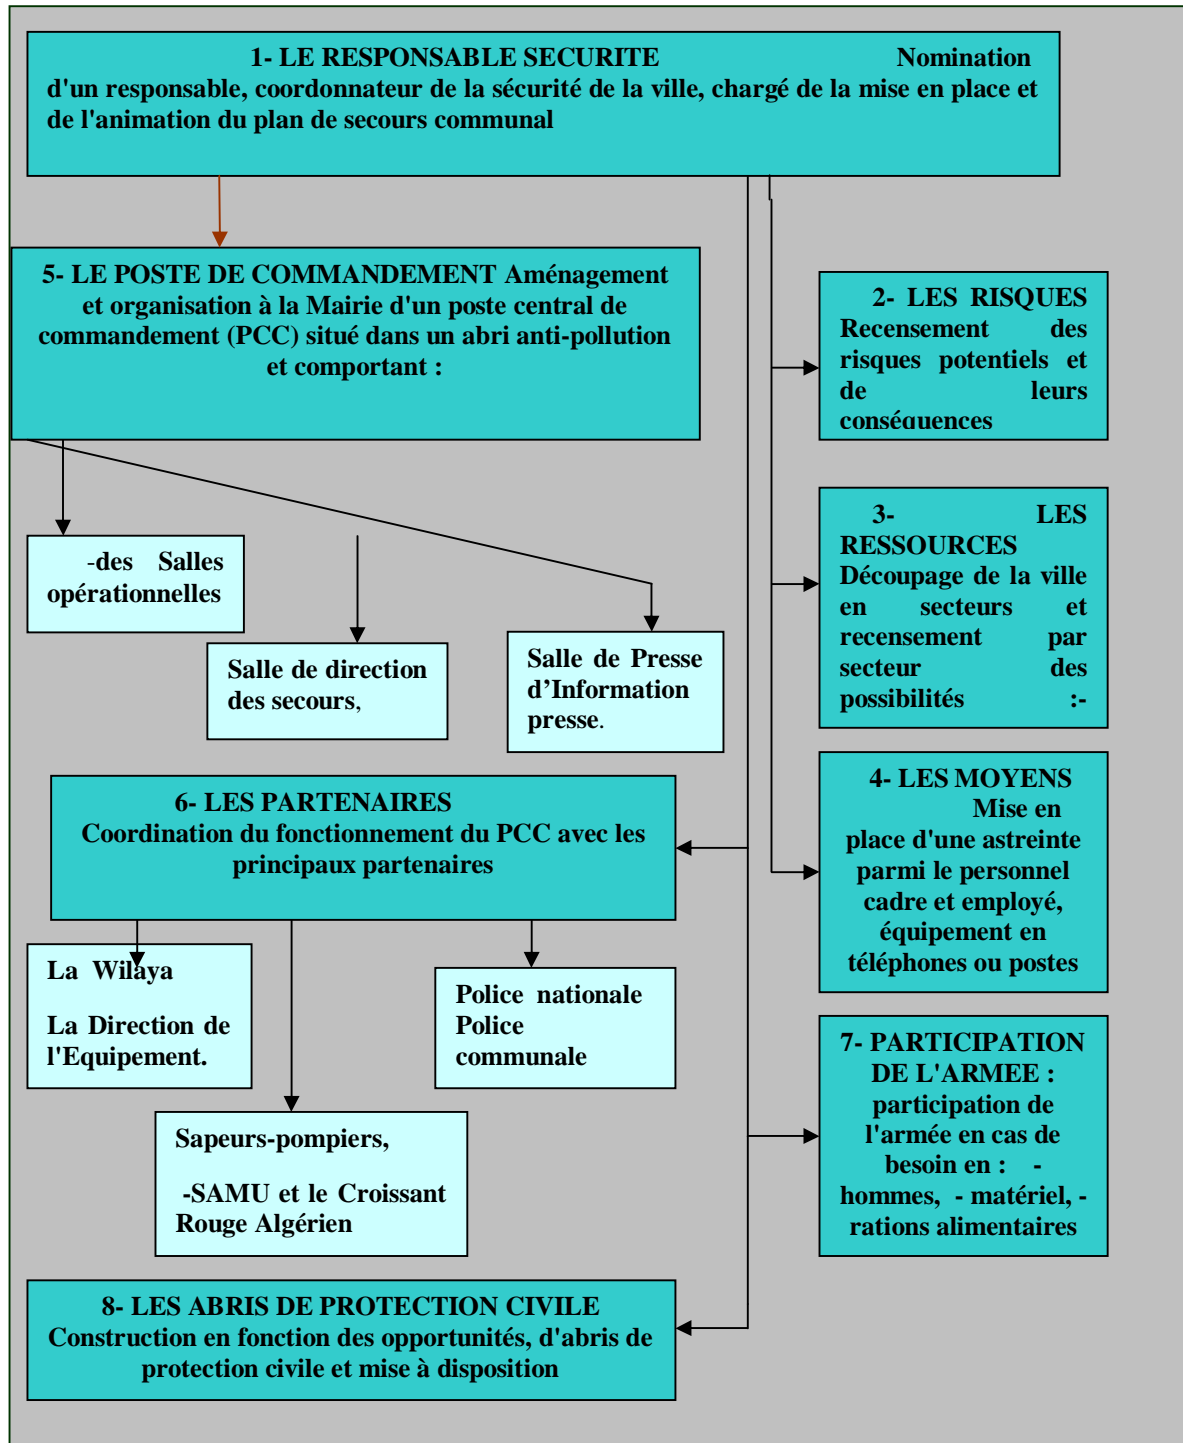 1- LE RESPONSABLE SECURITE Nomination
d'un responsable, coordonnateur de la sécurité de la ville, chargé de la mise en place et
de l'animation du plan de secours communal
5- LE POSTE DE COMMANDEMENT Aménagement
et organisation à la Mairie d'un poste central de
commandement (PCC) situé dans un abri anti-pollution
et comportant :
2- LES RISQUES
Recensement des
risques potentiels et
de leurs
conséquences
-des Salles
opérationnelles
Salle de direction
des secours,
Salle de Presse
d'Information
presse.
3- LES
RESSOURCES
Découpage de la ville
en secteurs et
recensement par
secteur des
possibilités :-
4- LES MOYENS
Mise en
place d'une astreinte
parmi le personnel
cadre et employé,
équipement en
téléphones ou postes
6- LES PARTENAIRES
Coordination du fonctionnement du PCC avec les
principaux partenaires
La Wilaya
La Direction de
l'Equipement.
Police nationale
Police
communale
Sapeurs-pompiers,
-SAMU et le Croissant
Rouge Algérien
7- PARTICIPATION
DE L'ARMEE :
participation de
l'armée en cas de
besoin en : -
hommes, - matériel, -
rations alimentaires
8- LES ABRIS DE PROTECTION CIVILE
Construction en fonction des opportunités, d'abris de
protection civile et mise à disposition